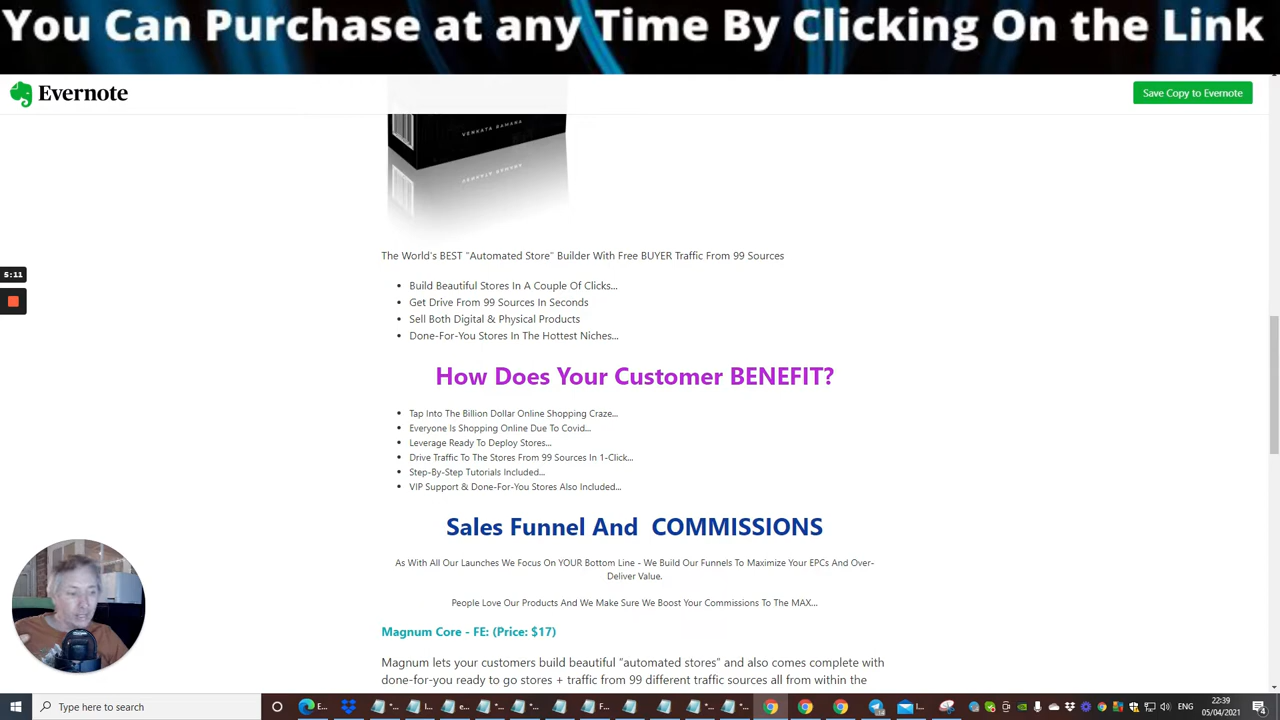 You Can Purchase at any Time By Clicking On the Link
Evernote
Save Copy to Evernote
VENKATA RAMANA
The World's BEST "Automated Store" Builder With Free BUYER Traffic From 99 Sources
5:11
• Build Beautiful Stores In A Couple Of Clicks...
• Get Drive From 99 Sources In Seconds
• Sell Both Digital & Physical Products
• Done-For-You Stores In The Hottest Niches...
How Does Your Customer BENEFIT?
• Tap Into The Billion Dollar Online Shopping Craze...
• Everyone Is Shopping Online Due To Covid...
• Leverage Ready To Deploy Stores...
• Drive Traffic To The Stores From 99 Sources In 1-Click...
• Step-By-Step Tutorials Included...
• VIP Support & Done-For-You Stores Also Included...
Sales Funnel And COMMISSIONS
As With All Our Launches We Focus On YOUR Bottom Line - We Build Our Funnels To Maximize Your EPCs And Over-
Deliver Value.
People Love Our Products And We Make Sure We Boost Your Commissions To The MAX...
Magnum Core - FE: (Price: $17)
Magnum lets your customers build beautiful "automated stores" and also comes complete with
done-for-you ready to go stores + traffic from 99 different traffic sources all from within the
Type here to search
22:39
05/04/2021